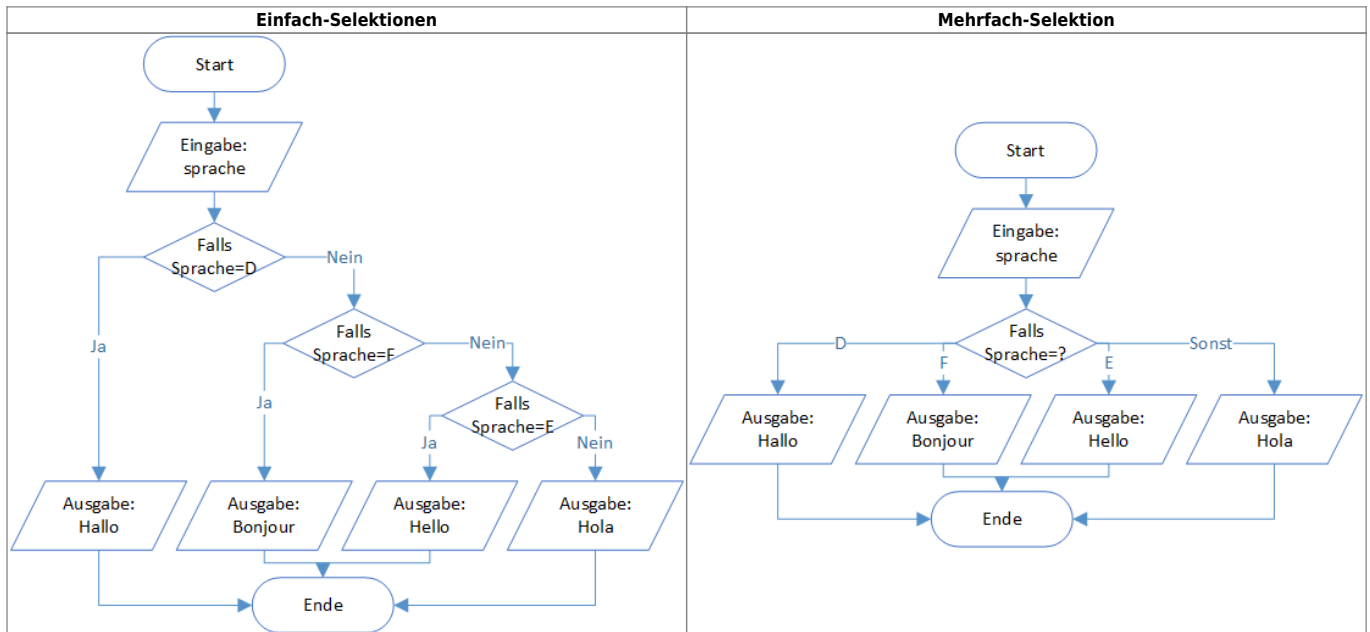 Einfach-Selektionen
Start
Eingabe:
sprache
Falls
Sprache=D
Nein
Ja
Falls
Sprache=F
Nein
Ja
Falls
Sprache=E
Ja
Nein
Ausgabe:
Hallo
Ausgabe:
Bonjour
Ausgabe:
Hello
Ausgabe:
Hola
Ende
Mehrfach-Selektion
Start
Eingabe:
sprache
Falls
Sprache=?
D
F
E
Sonst
Ausgabe:
Hallo
Ausgabe:
Bonjour
Ausgabe:
Hello
Ausgabe:
Hola
Ende